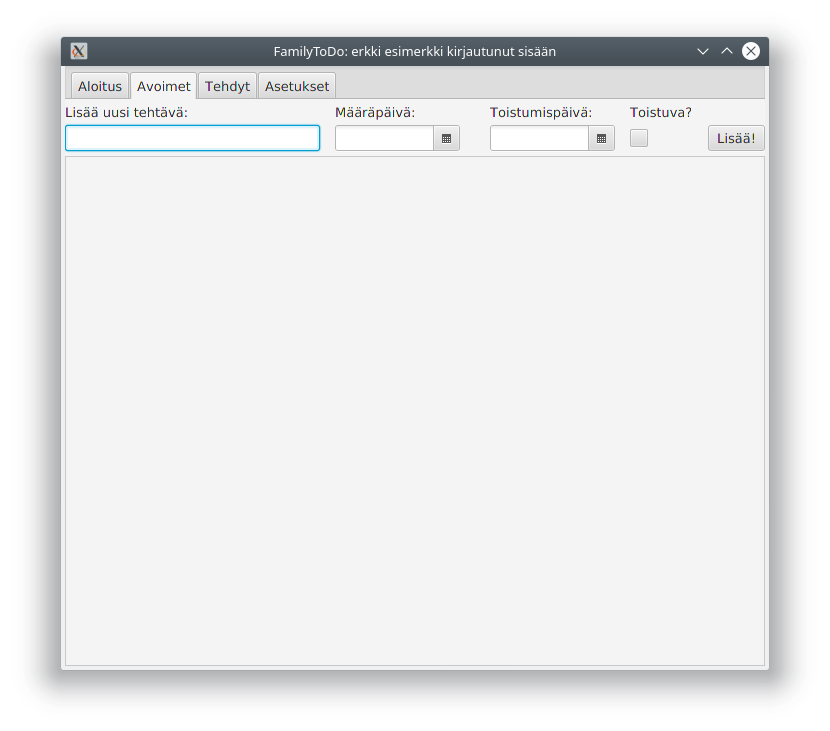 FamilyToDo: erkki esimerkki kirjautunut sisään
Aloitus Avoimet Tehdyt Asetukset
Lisää uusi tehtävä: Määräpäivä: Toistumispäivä: Toistuva?
Lisää!